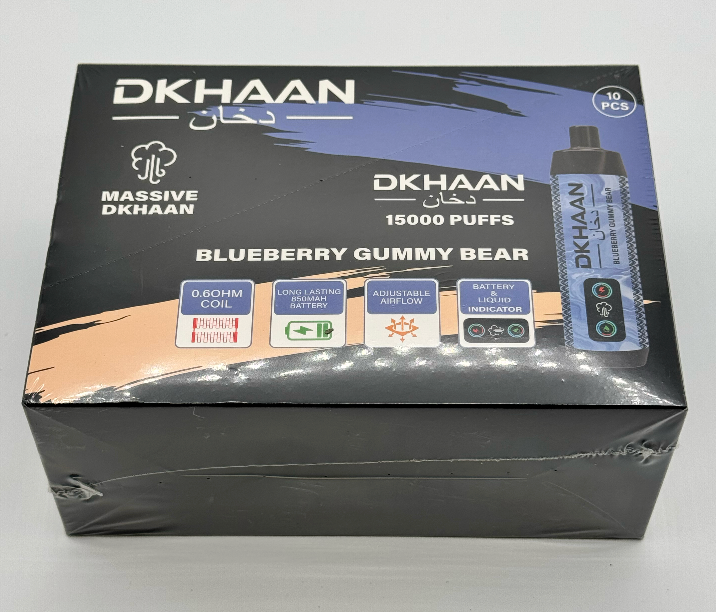 DKHAAN
دخان
10
PCS
MASSIVE
DKHAAN
DKHAAN
دخان
15000 PUFFS
BLUEBERRY GUMMY BEAR
0.6OHM
COIL
LONG LASTING
850MAH
BATTERY
ADJUSTABLE
AIRFLOW
BATTERY
&
LIQUID
INDICATOR
DKHAAN
دخان
BLUEBERRY GUMMY BEAR